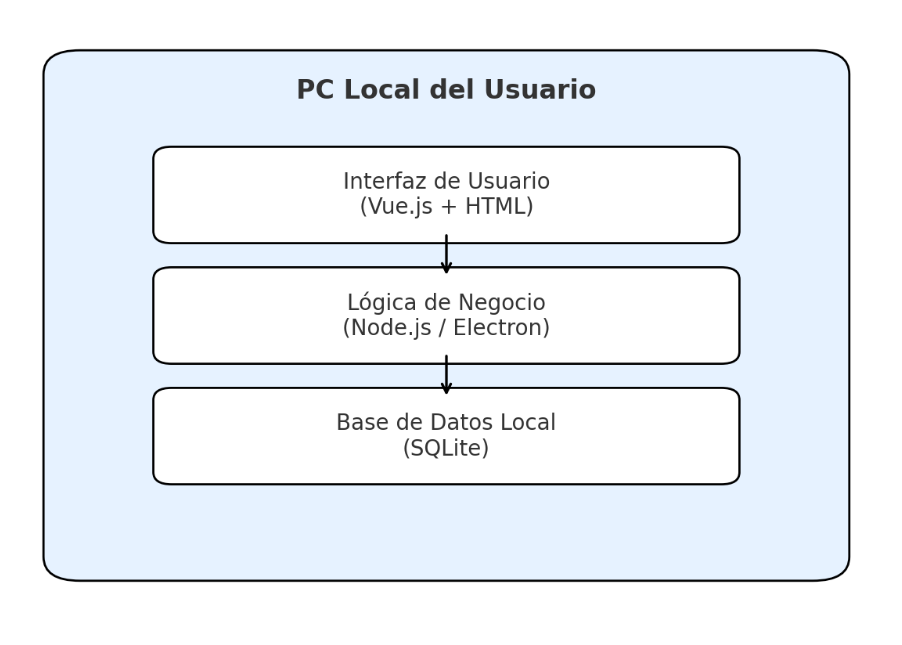 PC Local del Usuario
Interfaz de Usuario
(Vue.js + HTML)
Lógica de Negocio
(Node.js / Electron)
Base de Datos Local
(SQLite)